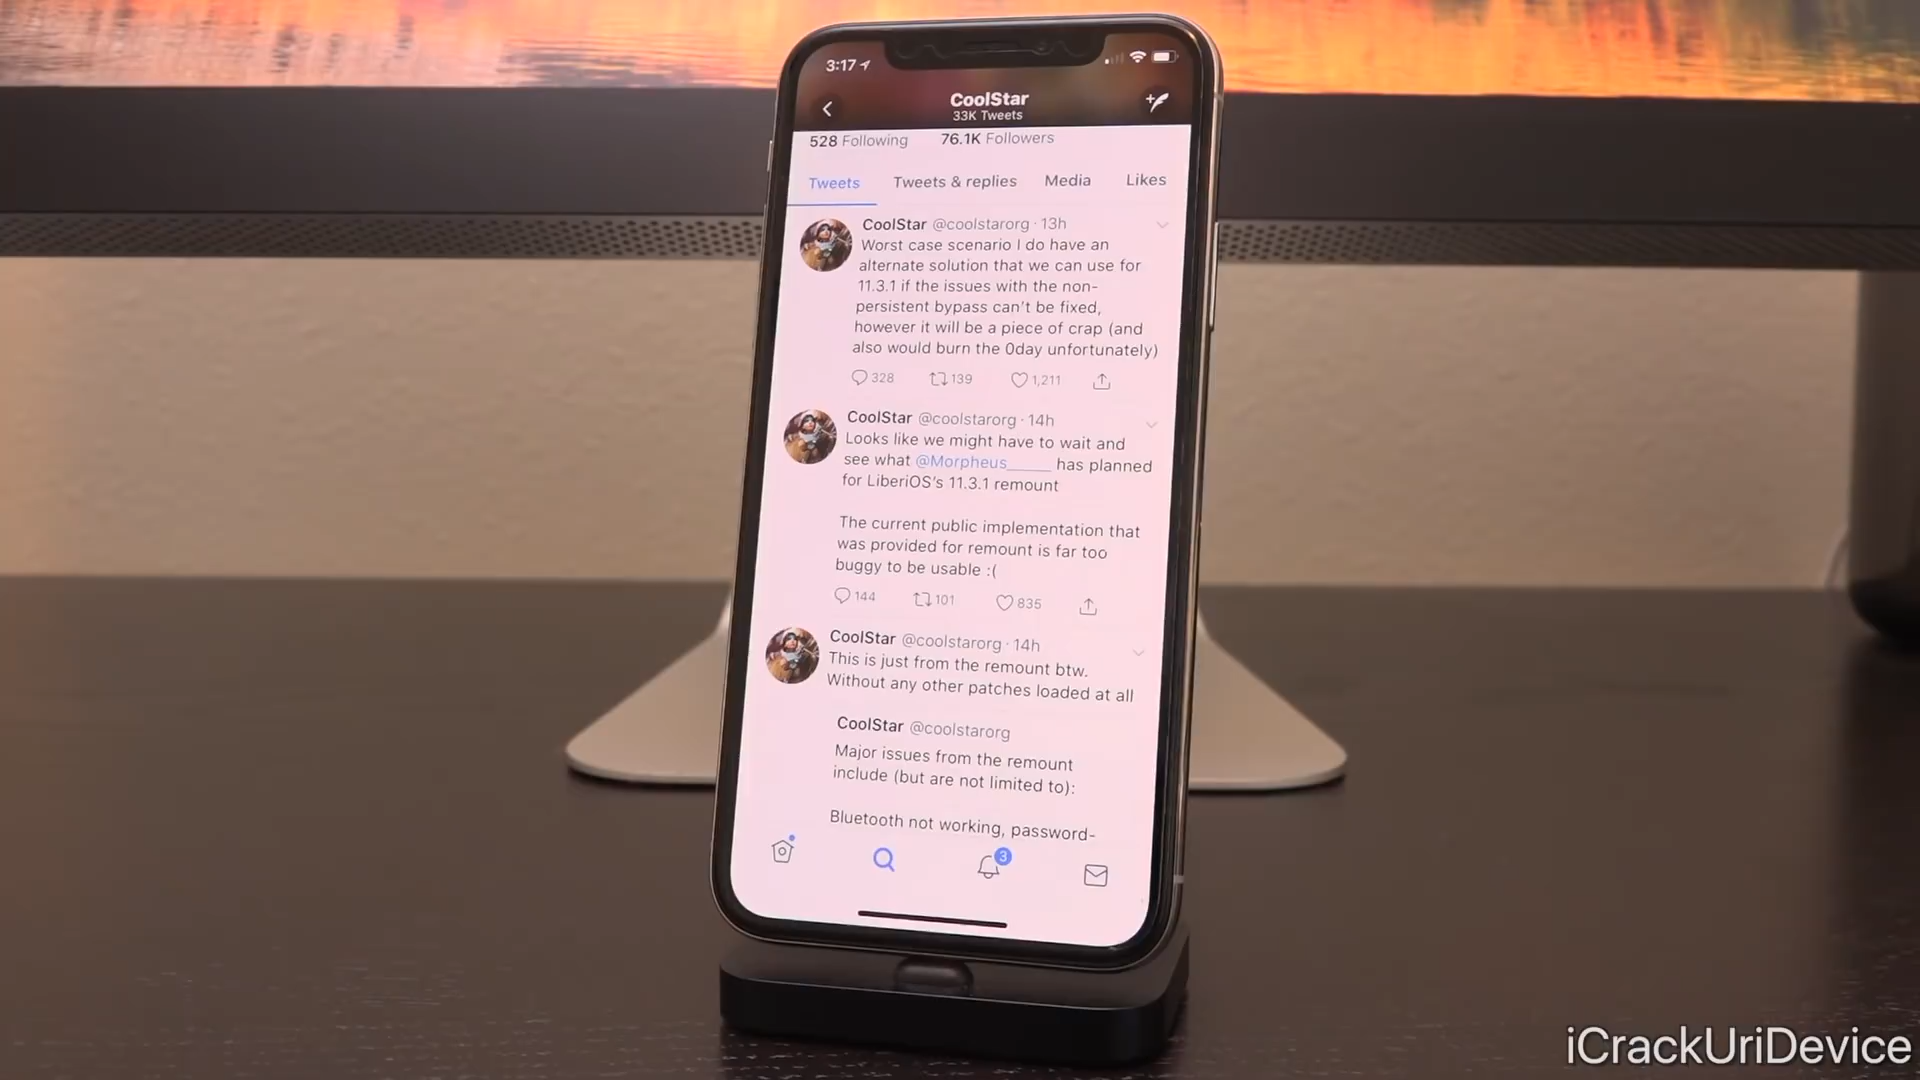 3:17
CoolStar
33K Tweets
528 Following 76.1K Followers
Tweets Tweets & replies Media Likes
CoolStar @coolstarorg · 13h
Worst case scenario I do have an
alternate solution that we can use for
11.3.1 if the issues with the non-
persistent bypass can't be fixed,
however it will be a piece of crap (and
also would burn the 0day unfortunately)
328 139 1,211
CoolStar @coolstarorg · 14h
Looks like we might have to wait and
see what @Morpheus______ has planned
for LiberiOS's 11.3.1 remount
The current public implementation that
was provided for remount is far too
buggy to be usable :(
144 101 835
CoolStar @coolstarorg · 14h
This is just from the remount btw.
Without any other patches loaded at all
CoolStar @coolstarorg
Major issues from the remount
include (but are not limited to):
Bluetooth not working, password-
3
iCrackUriDevice